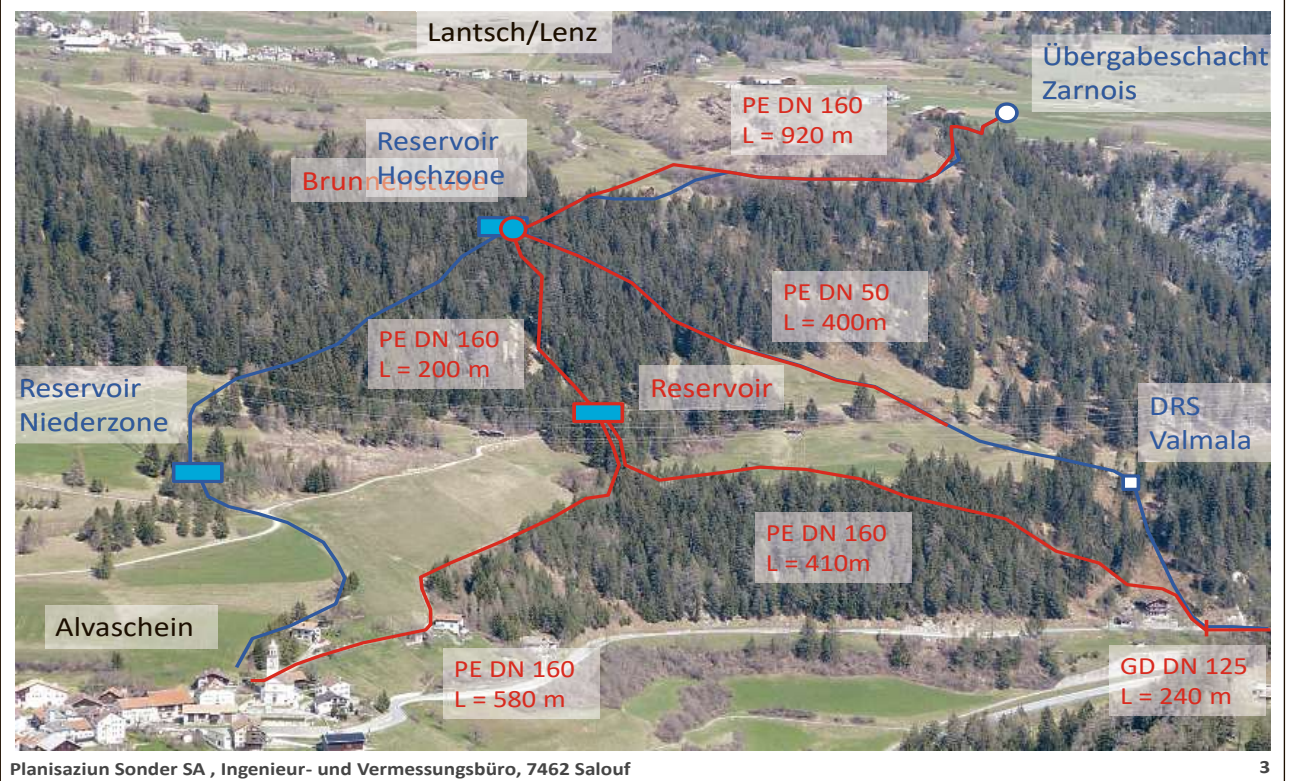 Lantsch/Lenz
Übergabeschacht
Zarnois
PE DN 160
L = 920 m
Reservoir
Hochzone
Brunnenstube
PE DN 50
L = 400m
PE DN 160
L = 200 m
Reservoir
Niederzone
Reservoir
DRS
Valmala
PE DN 160
L = 410m
Alvaschein
PE DN 160
L = 580 m
GD DN 125
L = 240 m
Planisaziun Sonder SA , Ingenieur- und Vermessungsbüro, 7462 Salouf
3